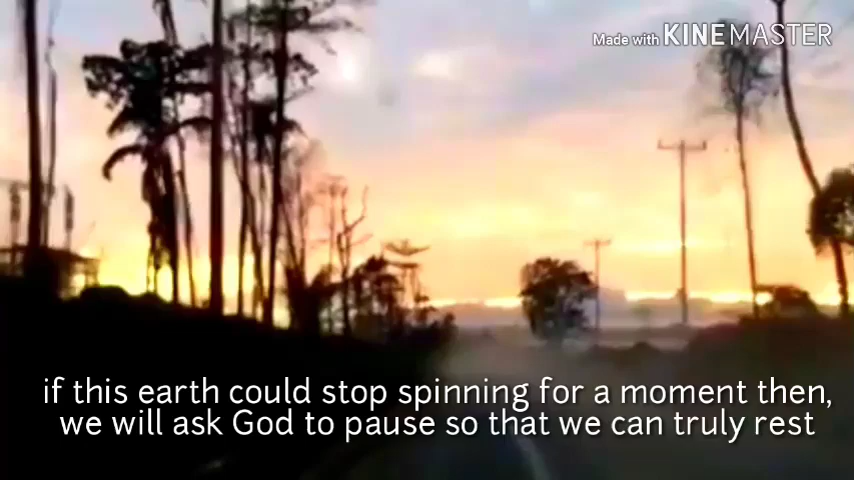 Made with KINEMASTER
if this earth could stop spinning for a moment then,
we will ask God to pause so that we can truly rest